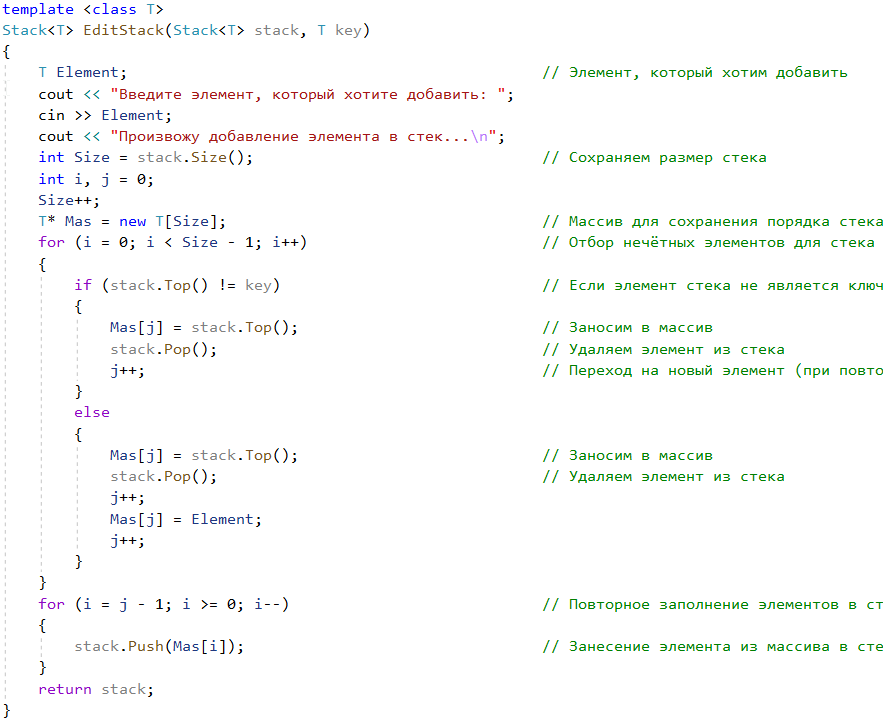 template <class T>
Stack<T> EditStack(Stack<T> stack, T key)
{
    T Element; // Элемент, который хотим добавить
    cout << "Введите элемент, который хотите добавить: ";
    cin >> Element;
    cout << "Произвожу добавление элемента в стек...\n";
    int Size = stack.Size(); // Сохраняем размер стека
    int i, j = 0;
    Size++;
    T* Mas = new T[Size]; // Массив для сохранения порядка стека
    for (i = 0; i < Size - 1; i++) // Отбор нечётных элементов для стека
    {
        if (stack.Top() != key) // Если элемент стека не является ключ
        {
            Mas[j] = stack.Top(); // Заносим в массив
            stack.Pop(); // Удаляем элемент из стека
            j++; // Переход на новый элемент (при повто
        }
        else
        {
            Mas[j] = stack.Top(); // Заносим в массив
            stack.Pop(); // Удаляем элемент из стека
            j++;
            Mas[j] = Element;
            j++;
        }
    }
    for (i = j - 1; i >= 0; i--) // Повторное заполнение элементов в ст
    {
        stack.Push(Mas[i]); // Занесение элемента из массива в сте
    }
    return stack;
}